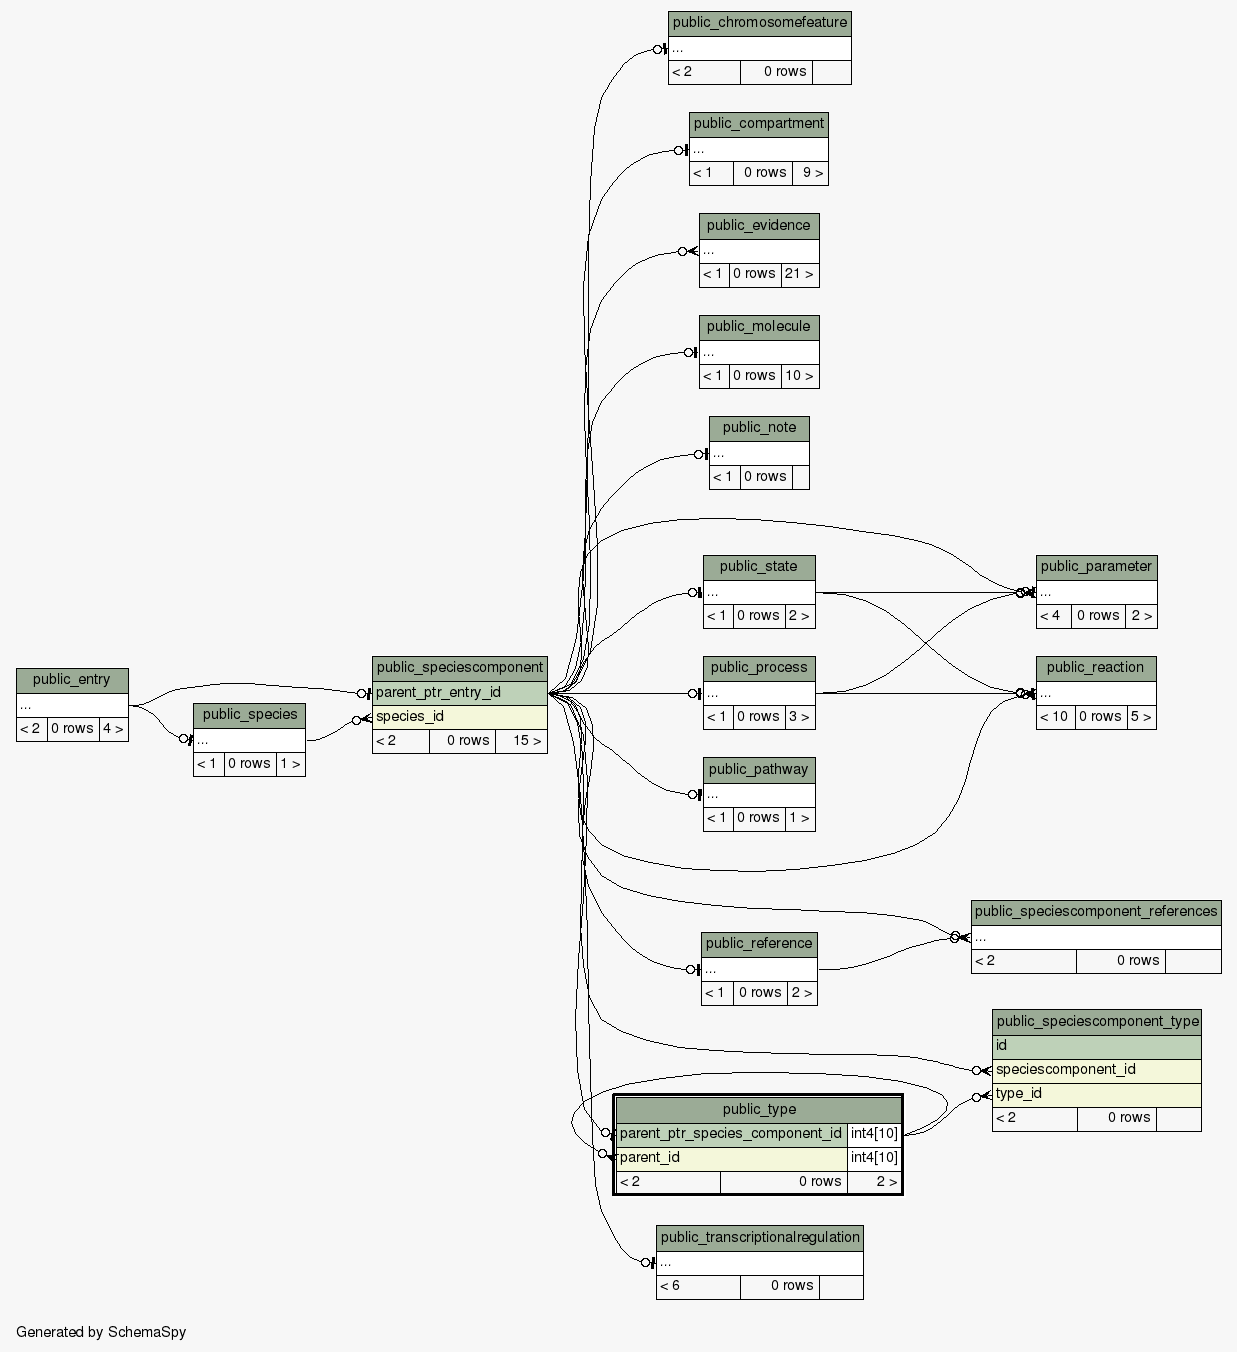 public_chromosomefeature
...
< 2 0 rows
public_compartment
...
< 1 0 rows 9 >
public_evidence
...
< 1 0 rows 21 >
public_molecule
...
< 1 0 rows 10 >
public_note
...
< 1 0 rows
public_state
...
< 1 0 rows 2 >
public_parameter
...
< 4 0 rows 2 >
public_process
...
< 1 0 rows 3 >
public_reaction
...
< 10 0 rows 5 >
public_entry
...
< 2 0 rows 4 >
public_species
...
< 1 0 rows 1 >
public_speciescomponent
parent_ptr_entry_id
species_id
< 2 0 rows 15 >
public_pathway
...
< 1 0 rows 1 >
public_speciescomponent_references
...
< 2 0 rows
public_reference
...
< 1 0 rows 2 >
public_speciescomponent_type
id
speciescomponent_id
type_id
< 2 0 rows
public_type
parent_ptr_species_component_id int4[10]
parent_id int4[10]
< 2 0 rows 2 >
public_transcriptionalregulation
...
< 6 0 rows
Generated by SchemaSpy